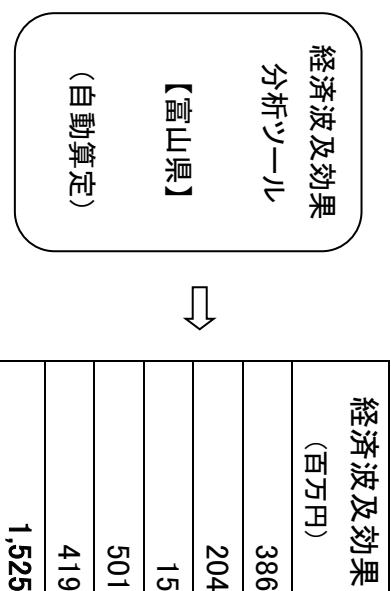 経済波及効果
分析ツール
【富山県】
（自動算定）
⇨
経済波及効果
（百万円）
386
204
15
501
419
1,525